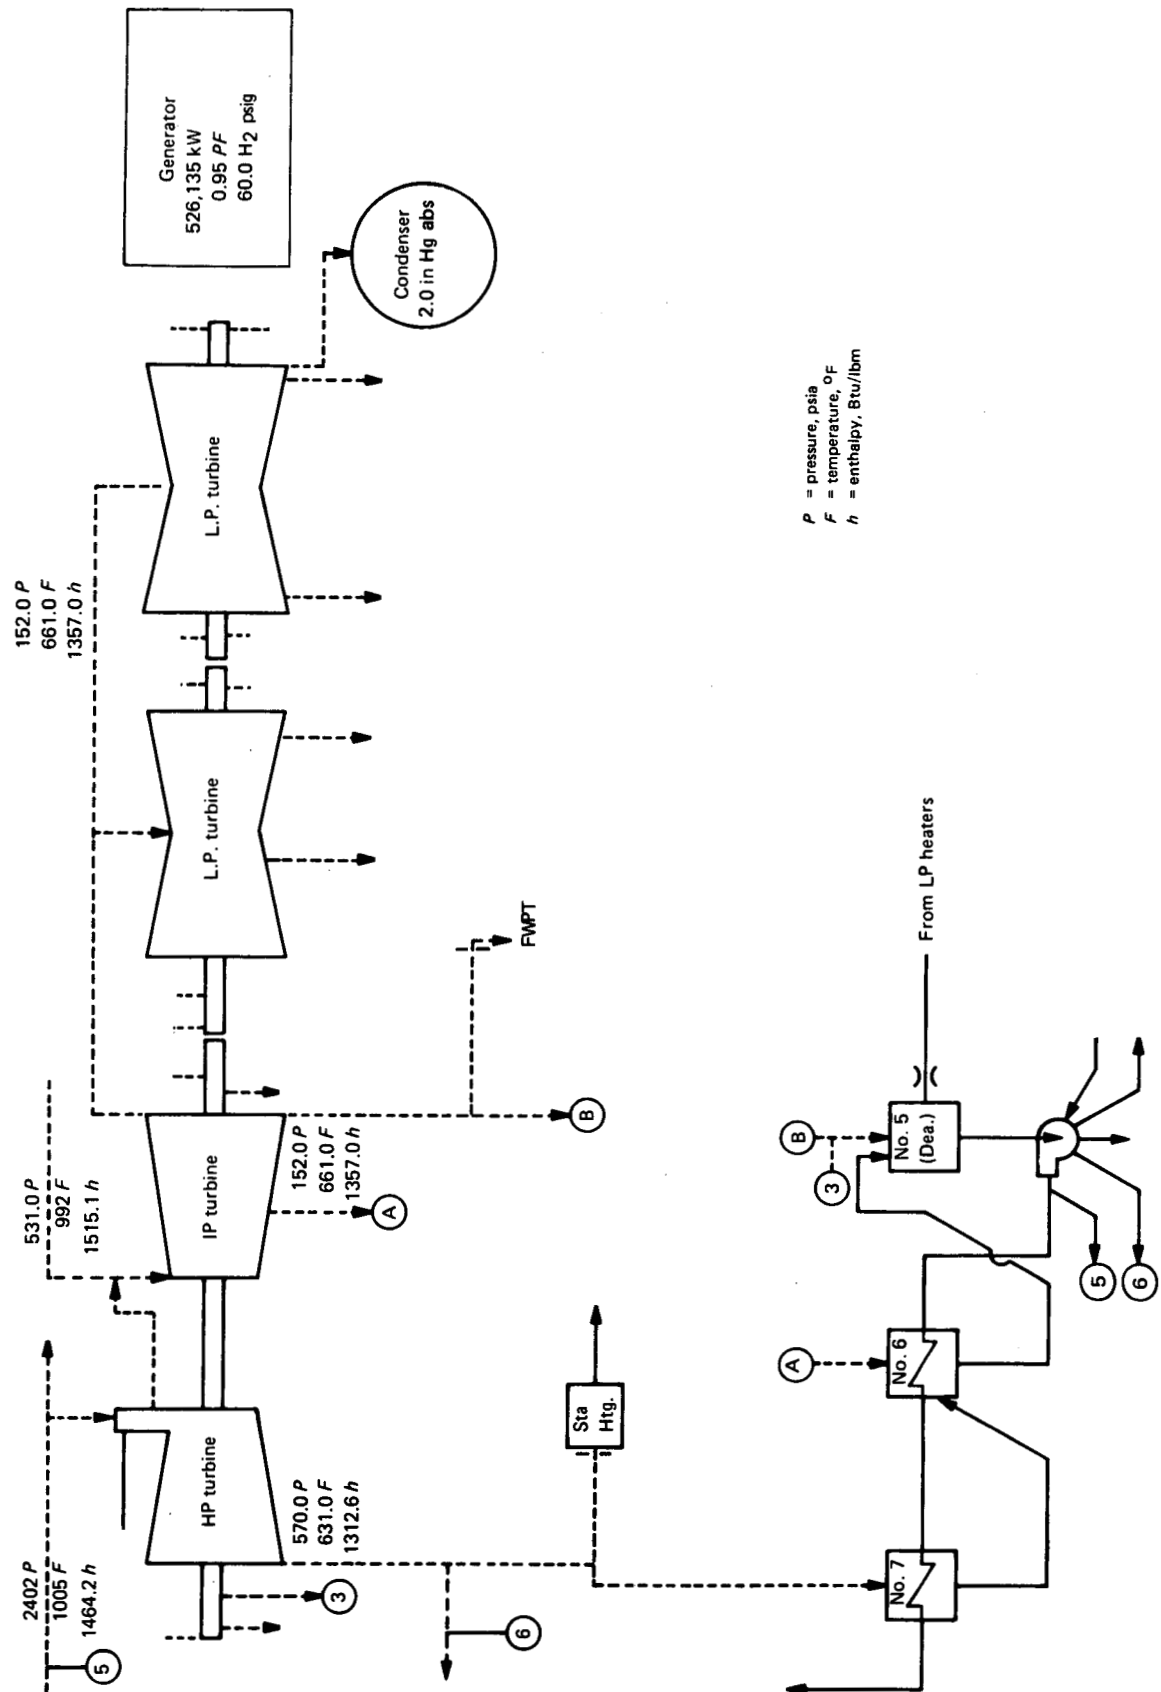 Generator
526,135 kW
0.95 PF
60.0 H2 psig
Condenser
2.0 in Hg abs
152.0 P
661.0 F
1357.0 h
L.P. turbine
L.P. turbine
P = pressure, psia
F = temperature, °F
h = enthalpy, Btu/lbm
531.0 P
992 F
1515.1 h
IP turbine
152.0 P
661.0 F
1357.0 h
FWPT
B
A
2402 P
1005 F
1464.2 h
5
HP turbine
570.0 P
631.0 F
1312.6 h
3
6
Sta
Htg.
From LP heaters
B
3
No. 5
(Dea.)
A
No. 6
No. 7
5
6